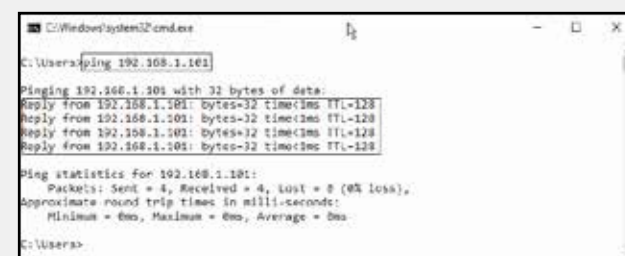 C:\Windows\system32\cmd.exe
C:\Users>ping 192.168.1.101
Pinging 192.168.1.101 with 32 bytes of data:
Reply from 192.168.1.101: bytes=32 time<1ms TTL=128
Reply from 192.168.1.101: bytes=32 time<1ms TTL=128
Reply from 192.168.1.101: bytes=32 time<1ms TTL=128
Reply from 192.168.1.101: bytes=32 time<1ms TTL=128
Ping statistics for 192.168.1.101:
Packets: Sent = 4, Received = 4, Lost = 0 (0% loss),
Approximate round trip times in milli-seconds:
Minimum = 0ms, Maximum = 0ms, Average = 0ms
C:\Users>